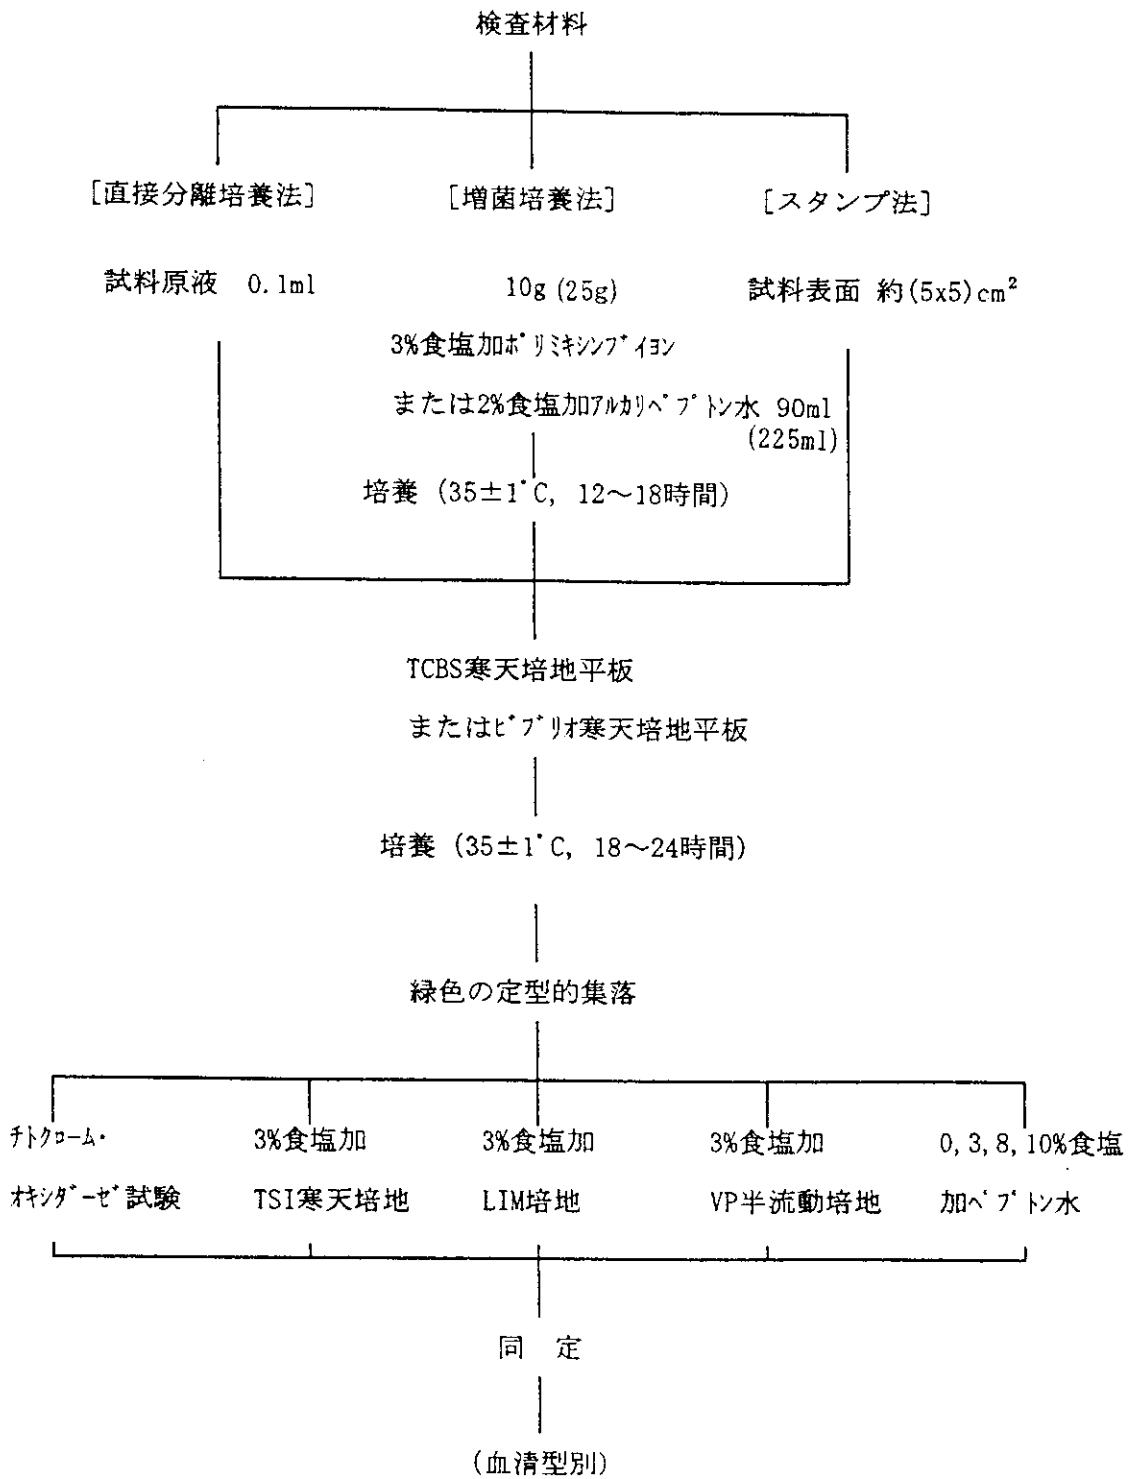 検査材料
[直接分離培養法] [増菌培養法] [スタンプ法]
試料原液 0.1ml 10g (25g) 試料表面 約(5x5)cm²
3%食塩加ポリミキシンブイヨン
または2%食塩加アルカリペプトン水 90ml
(225ml)
培養 (35±1°C, 12～18時間)
TCBS寒天培地平板
またはビブリオ寒天培地平板
培養 (35±1°C, 18～24時間)
緑色の定型的集落
チトクローム・ 3%食塩加 3%食塩加 3%食塩加 0,3,8,10%食塩
オキシダーゼ試験 TSI寒天培地 LIM培地 VP半流動培地 加ペプトン水
同 定
(血清型別)